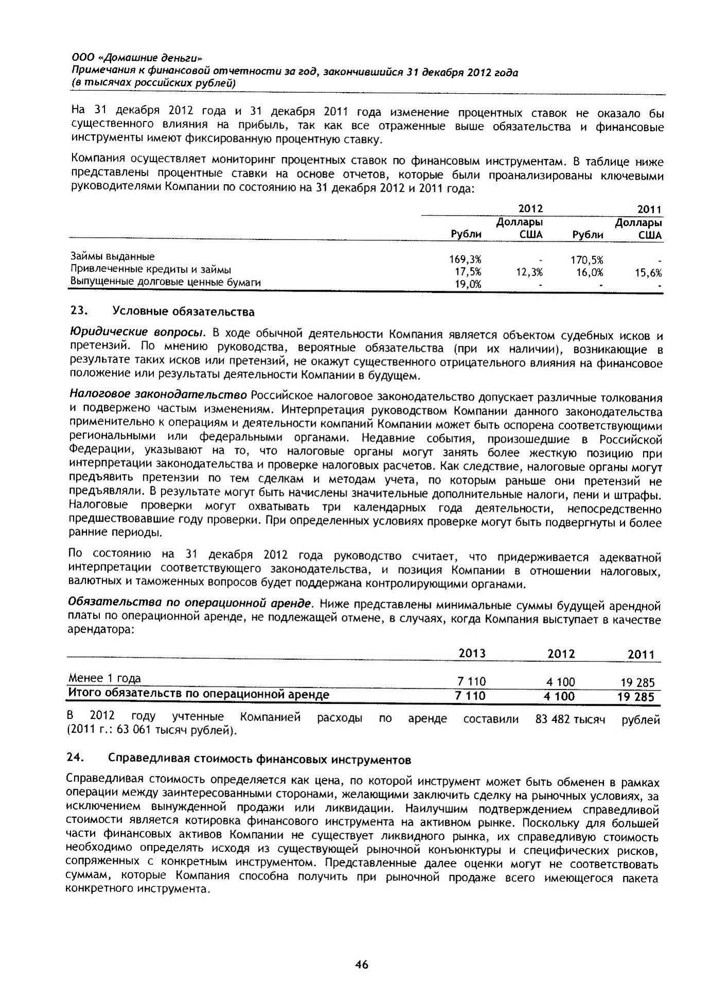 ООО «Домашние деньги»
Примечания к финансовой отчетности за год, закончившийся 31 декабря 2012 года
(в тысячах российских рублей)
На 31 декабря 2012 года и 31 декабря 2011 года изменение процентных ставок не оказало бы
существенного влияния на прибыль, так как все отраженные выше обязательства и финансовые
инструменты имеют фиксированную процентную ставку.
Компания осуществляет мониторинг процентных ставок по финансовым инструментам. В таблице ниже
представлены процентные ставки на основе отчетов, которые были проанализированы ключевыми
руководителями Компании по состоянию на 31 декабря 2012 и 2011 года:
2012 2011
Доллары Доллары
Рубли США Рубли США
Займы выданные 169,3% - 170,5% -
Привлеченные кредиты и займы 17,5% 12,3% 16,0% 15,6%
Выпущенные долговые ценные бумаги 19,0% - - -
23. Условные обязательства
Юридические вопросы. В ходе обычной деятельности Компания является объектом судебных исков и
претензий. По мнению руководства, вероятные обязательства (при их наличии), возникающие в
результате таких исков или претензий, не окажут существенного отрицательного влияния на финансовое
положение или результаты деятельности Компании в будущем.
Налоговое законодательство Российское налоговое законодательство допускает различные толкования
и подвержено частым изменениям. Интерпретация руководством Компании данного законодательства
применительно к операциям и деятельности компаний Компании может быть оспорена соответствующими
региональными или федеральными органами. Недавние события, произошедшие в Российской
Федерации, указывают на то, что налоговые органы могут занять более жесткую позицию при
интерпретации законодательства и проверке налоговых расчетов. Как следствие, налоговые органы могут
предъявить претензии по тем сделкам и методам учета, по которым раньше они претензий не
предъявляли. В результате могут быть начислены значительные дополнительные налоги, пени и штрафы.
Налоговые проверки могут охватывать три календарных года деятельности, непосредственно
предшествовавшие году проверки. При определенных условиях проверке могут быть подвергнуты и более
ранние периоды.
По состоянию на 31 декабря 2012 года руководство считает, что придерживается адекватной
интерпретации соответствующего законодательства, и позиция Компании в отношении налоговых,
валютных и таможенных вопросов будет поддержана контролирующими органами.
Обязательства по операционной аренде. Ниже представлены минимальные суммы будущей арендной
платы по операционной аренде, не подлежащей отмене, в случаях, когда Компания выступает в качестве
арендатора:
2013 2012 2011
Менее 1 года 7 110 4 100 19 285
Итого обязательств по операционной аренде 7 110 4 100 19 285
В 2012 году учтенные Компанией расходы по аренде составили 83 482 тысяч рублей
(2011 г.: 63 061 тысяч рублей).
24. Справедливая стоимость финансовых инструментов
Справедливая стоимость определяется как цена, по которой инструмент может быть обменен в рамках
операции между заинтересованными сторонами, желающими заключить сделку на рыночных условиях, за
исключением вынужденной продажи или ликвидации. Наилучшим подтверждением справедливой
стоимости является котировка финансового инструмента на активном рынке. Поскольку для большей
части финансовых активов Компании не существует ликвидного рынка, их справедливую стоимость
необходимо определять исходя из существующей рыночной конъюнктуры и специфических рисков,
сопряженных с конкретным инструментом. Представленные далее оценки могут не соответствовать
суммам, которые Компания способна получить при рыночной продаже всего имеющегося пакета
конкретного инструмента.
46